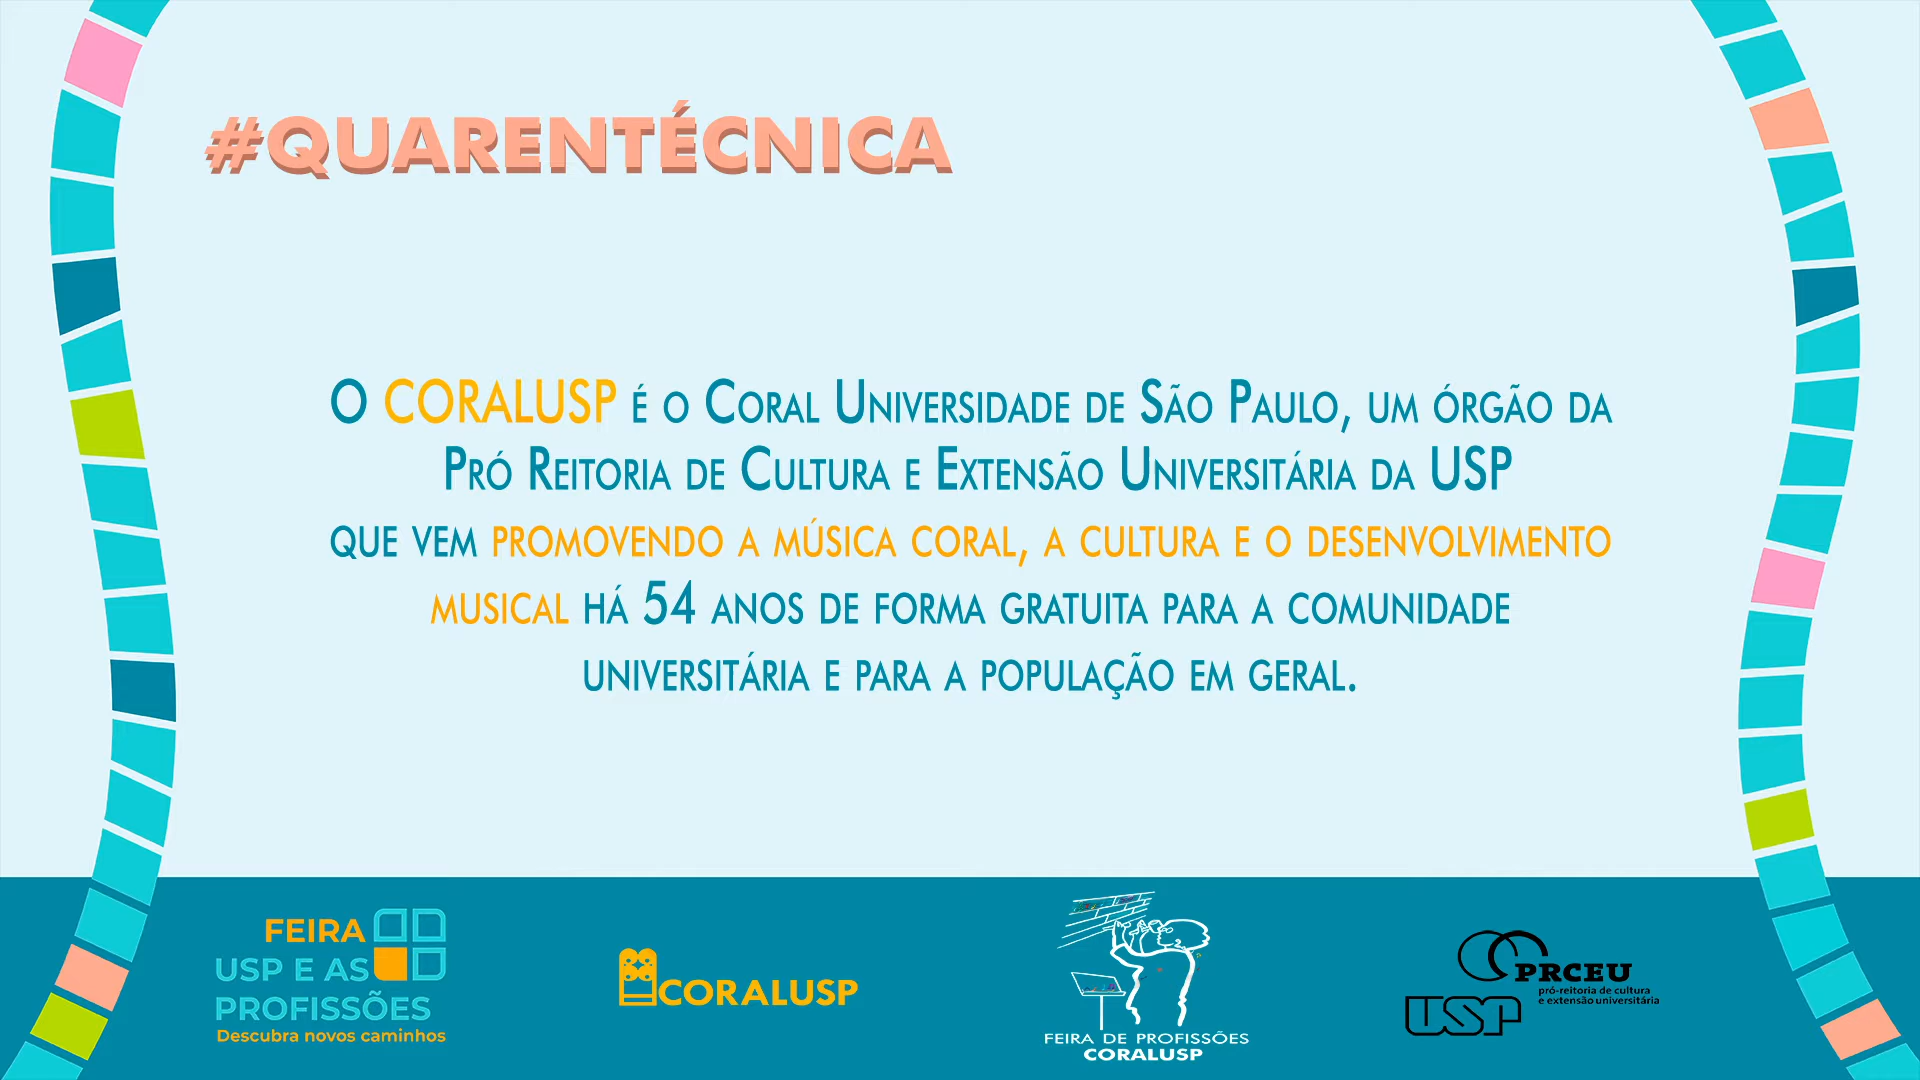 #QUARENTÉCNICA
O CORALUSP É O CORAL UNIVERSIDADE DE SÃO PAULO, UM ÓRGÃO DA
PRÓ REITORIA DE CULTURA E EXTENSÃO UNIVERSITÁRIA DA USP
QUE VEM PROMOVENDO A MÚSICA CORAL, A CULTURA E O DESENVOLVIMENTO
MUSICAL HÁ 54 ANOS DE FORMA GRATUITA PARA A COMUNIDADE
UNIVERSITÁRIA E PARA A POPULAÇÃO EM GERAL.
FEIRA
USP E AS
PROFISSÕES
Descubra novos caminhos
CORALUSP
FEIRA DE PROFISSÕES
CORALUSP
PRCEU
pró-reitoria de cultura
e extensão universitária
USP